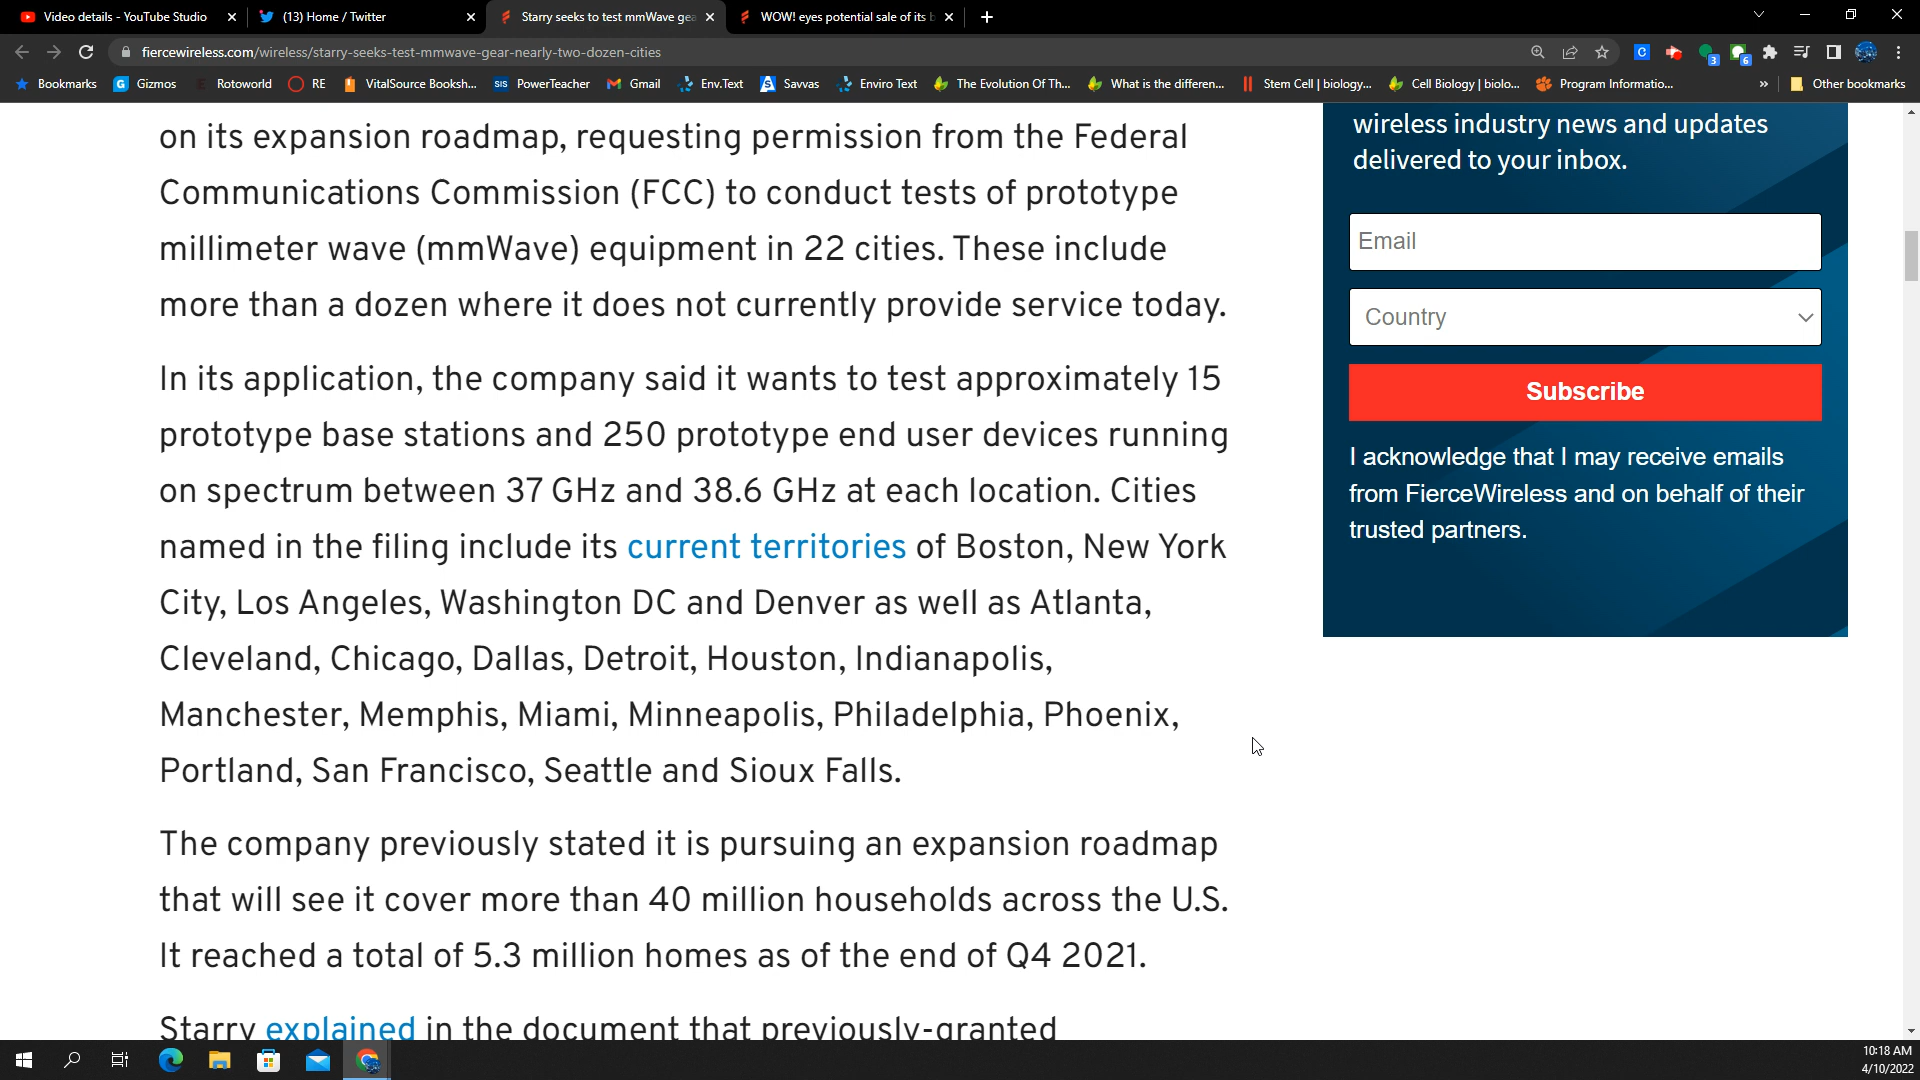 Video details - YouTube Studio
(13) Home / Twitter
Starry seeks to test mmWave gea
WOW! eyes potential sale of its b
fiercewireless.com/wireless/starry-seeks-test-mmwave-gear-nearly-two-dozen-cities
3
6
Bookmarks
Gizmos
Rotoworld
RE
VitalSource Booksh...
SIS PowerTeacher
Gmail
Env.Text
Savvas
Enviro Text
The Evolution Of Th...
What is the differen...
Stem Cell | biology...
Cell Biology | biolo...
Program Informatio...
»
Other bookmarks
on its expansion roadmap, requesting permission from the Federal
Communications Commission (FCC) to conduct tests of prototype
millimeter wave (mmWave) equipment in 22 cities. These include
more than a dozen where it does not currently provide service today.
In its application, the company said it wants to test approximately 15
prototype base stations and 250 prototype end user devices running
on spectrum between 37 GHz and 38.6 GHz at each location. Cities
named in the filing include its current territories of Boston, New York
City, Los Angeles, Washington DC and Denver as well as Atlanta,
Cleveland, Chicago, Dallas, Detroit, Houston, Indianapolis,
Manchester, Memphis, Miami, Minneapolis, Philadelphia, Phoenix,
Portland, San Francisco, Seattle and Sioux Falls.
The company previously stated it is pursuing an expansion roadmap
that will see it cover more than 40 million households across the U.S.
It reached a total of 5.3 million homes as of the end of Q4 2021.
Starry explained in the document that previously-granted
wireless industry news and updates
delivered to your inbox.
Email
Country
Subscribe
I acknowledge that I may receive emails
from FierceWireless and on behalf of their
trusted partners.
10:18 AM
4/10/2022